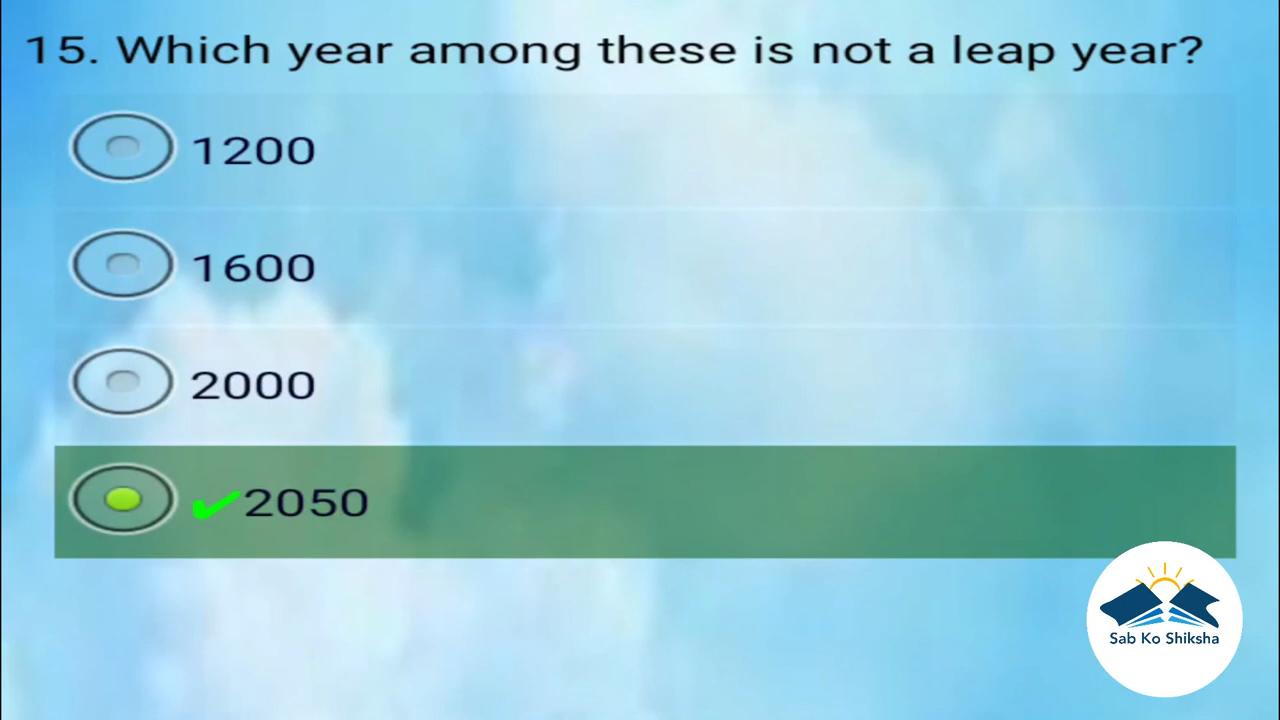 15. Which year among these is not a leap year?
1200
1600
2000
✔2050
Sab Ko Shiksha